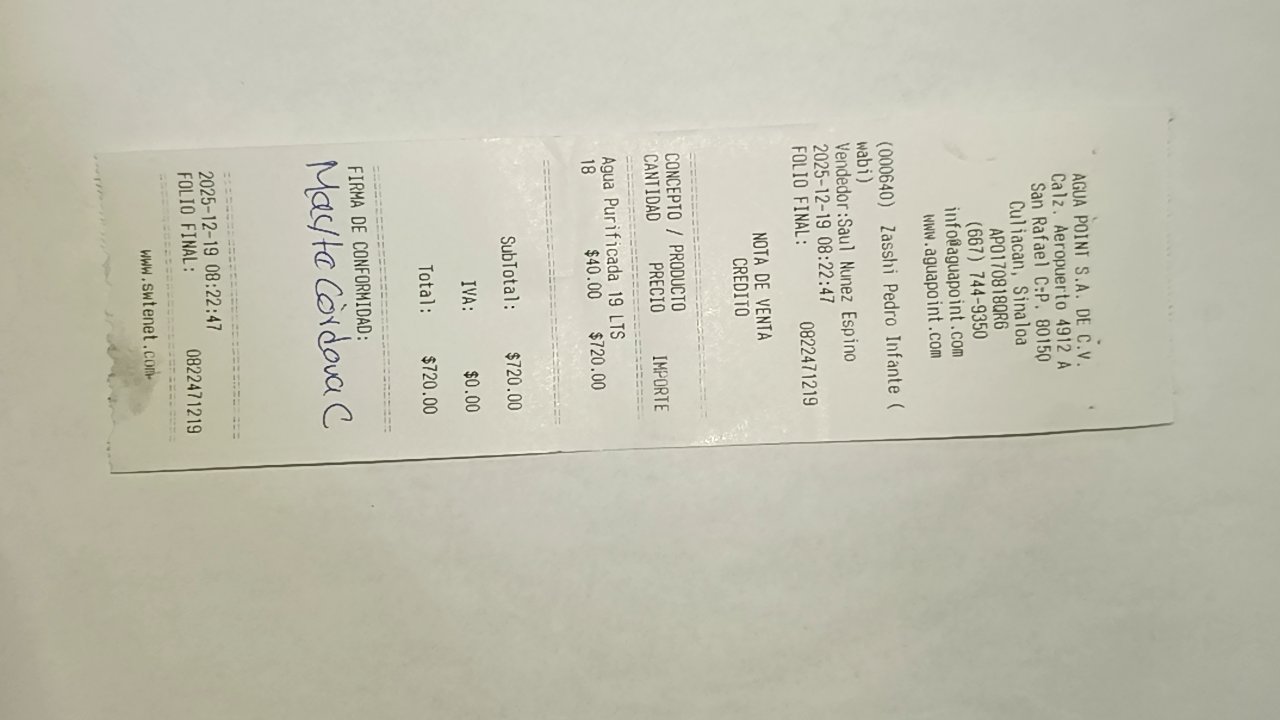 AGUA POINT S.A. DE C.V.
Calz. Aeropuerto 4912 A
San Rafael C.P. 80150
Culiacan, Sinaloa
APO170818QR6
(667) 744-9350
info@aguapoint.com
www.aguapoint.com
(000640) Zasshi Pedro Infante (
wabi)
Vendedor:Saul Nunez Espino
2025-12-19 08:22:47
FOLIO FINAL: 0822471219
NOTA DE VENTA
CREDITO
CONCEPTO / PRODUCTO
CANTIDAD PRECIO IMPORTE
Agua Purificada 19 LTS
18 $40.00 $720.00
SubTotal: $720.00
IVA: $0.00
Total: $720.00
FIRMA DE CONFORMIDAD:
Mayta Córdova C
2025-12-19 08:22:47
FOLIO FINAL: 0822471219
www.swtenet.com